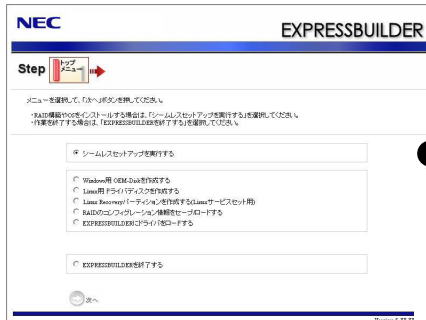 NEC
EXPRESSBUILDER
Step トップメニュー
メニューを選択して、「次へ」ボタンを押してください。
・RAID構築やOSをインストールする場合は、「シームレスセットアップを実行する」を選択してください。
・作業を終了する場合は、「EXPRESSBUILDERを終了する」を選択してください。
シームレスセットアップを実行する
Windows用 OEM-Diskを作成する
Linux用 ドライバディスクを作成する
Linux Recoveryパーティションを作成する(Linuxサービスセット用)
RAIDのコンフィグレーション情報をセーブ/ロードする
EXPRESSBUILDERにドライバをロードする
EXPRESSBUILDERを終了する
次へ
Version